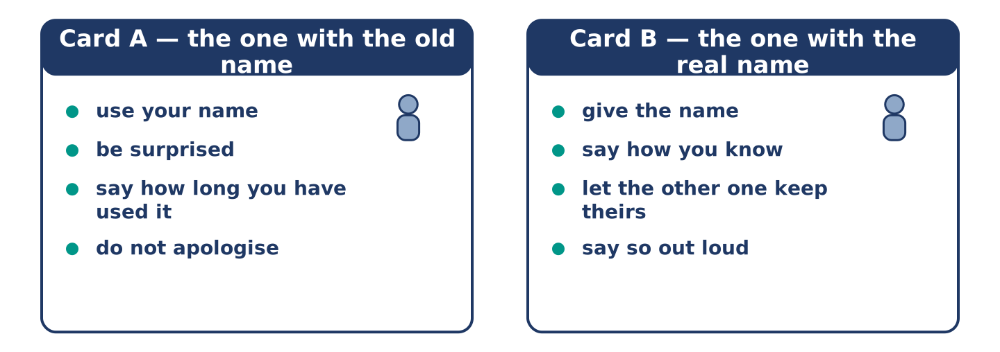 Card A — the one with the old
name
use your name
be surprised
say how long you have
used it
do not apologise
Card B — the one with the
real name
give the name
say how you know
let the other one keep
theirs
say so out loud